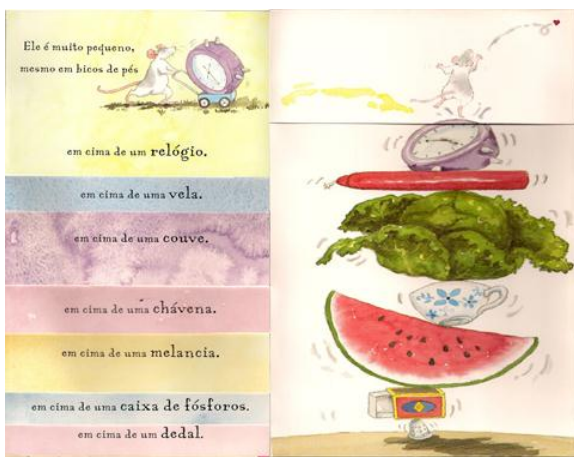 Ele é muito pequeno,
mesmo em bicos de pés
em cima de um relógio.
em cima de uma vela.
em cima de uma couve.
em cima de uma chávena.
em cima de uma melancia.
em cima de uma caixa de fósforos.
em cima de um dedal.